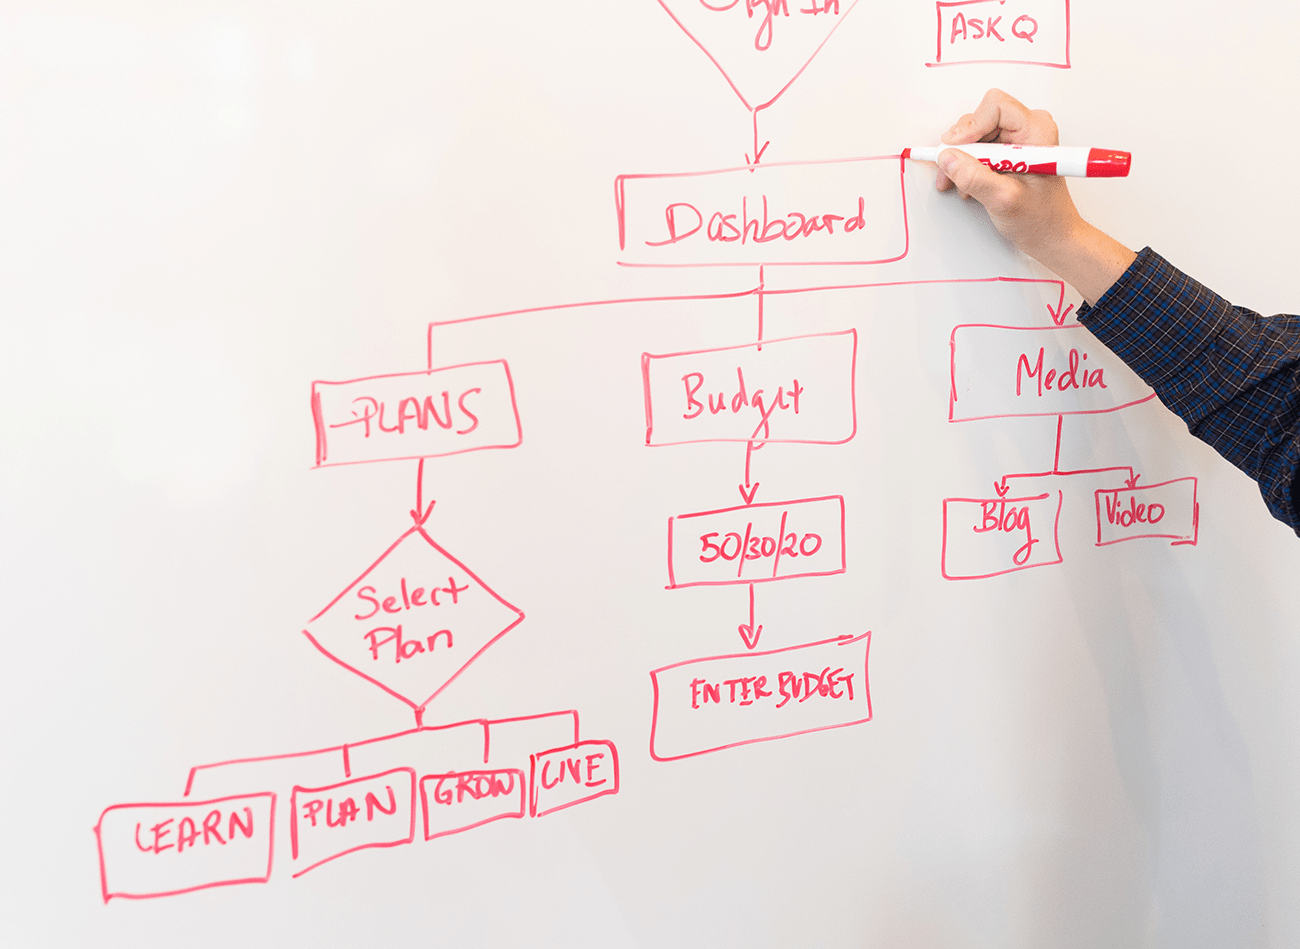 Sign In
ASK Q
EXPO
Dashboard
PLANS
Budget
Media
Select
Plan
50/30/20
Blog
Video
ENTER BUDGET
LEARN
PLAN
GROW
LIVE